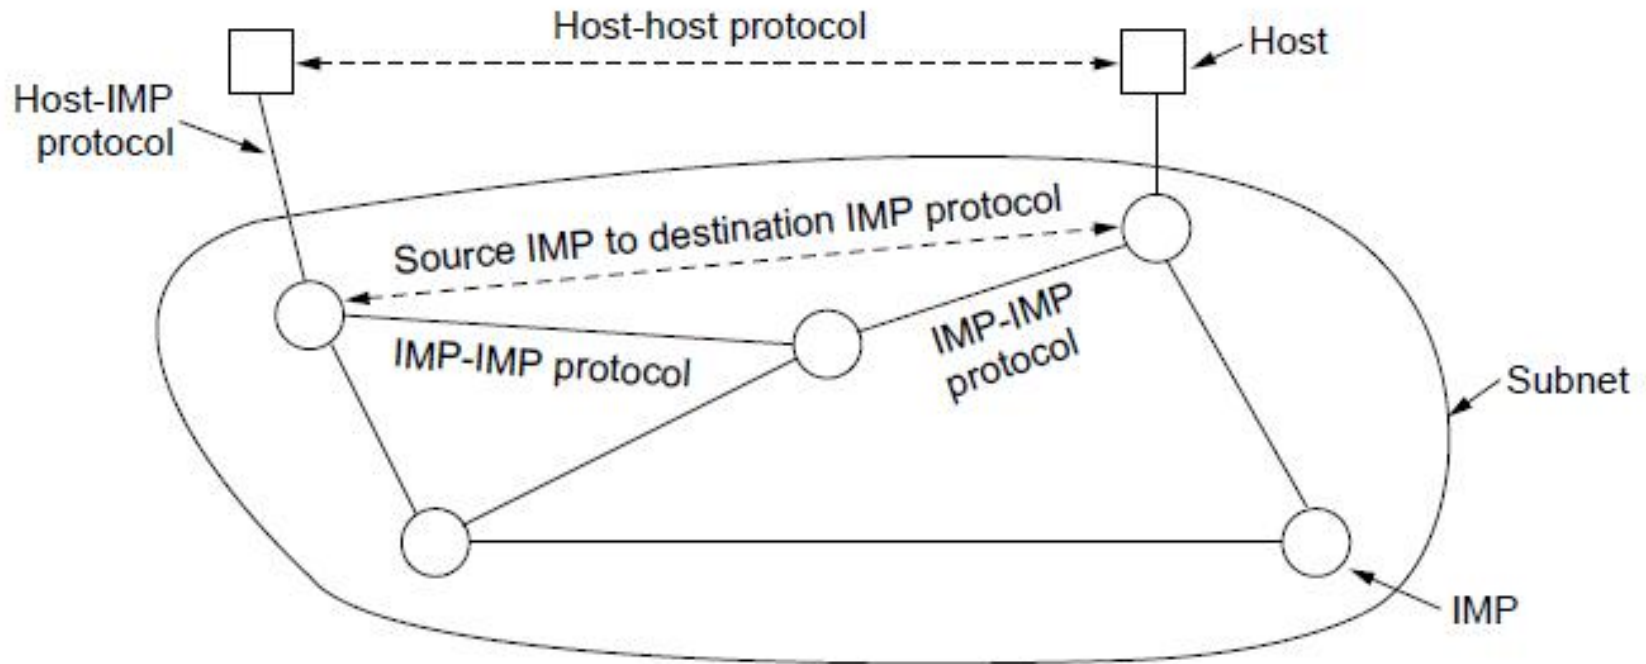 Host-host protocol
Host
Host-IMP
protocol
Source IMP to destination IMP protocol
IMP-IMP protocol
IMP-IMP
protocol
Subnet
IMP